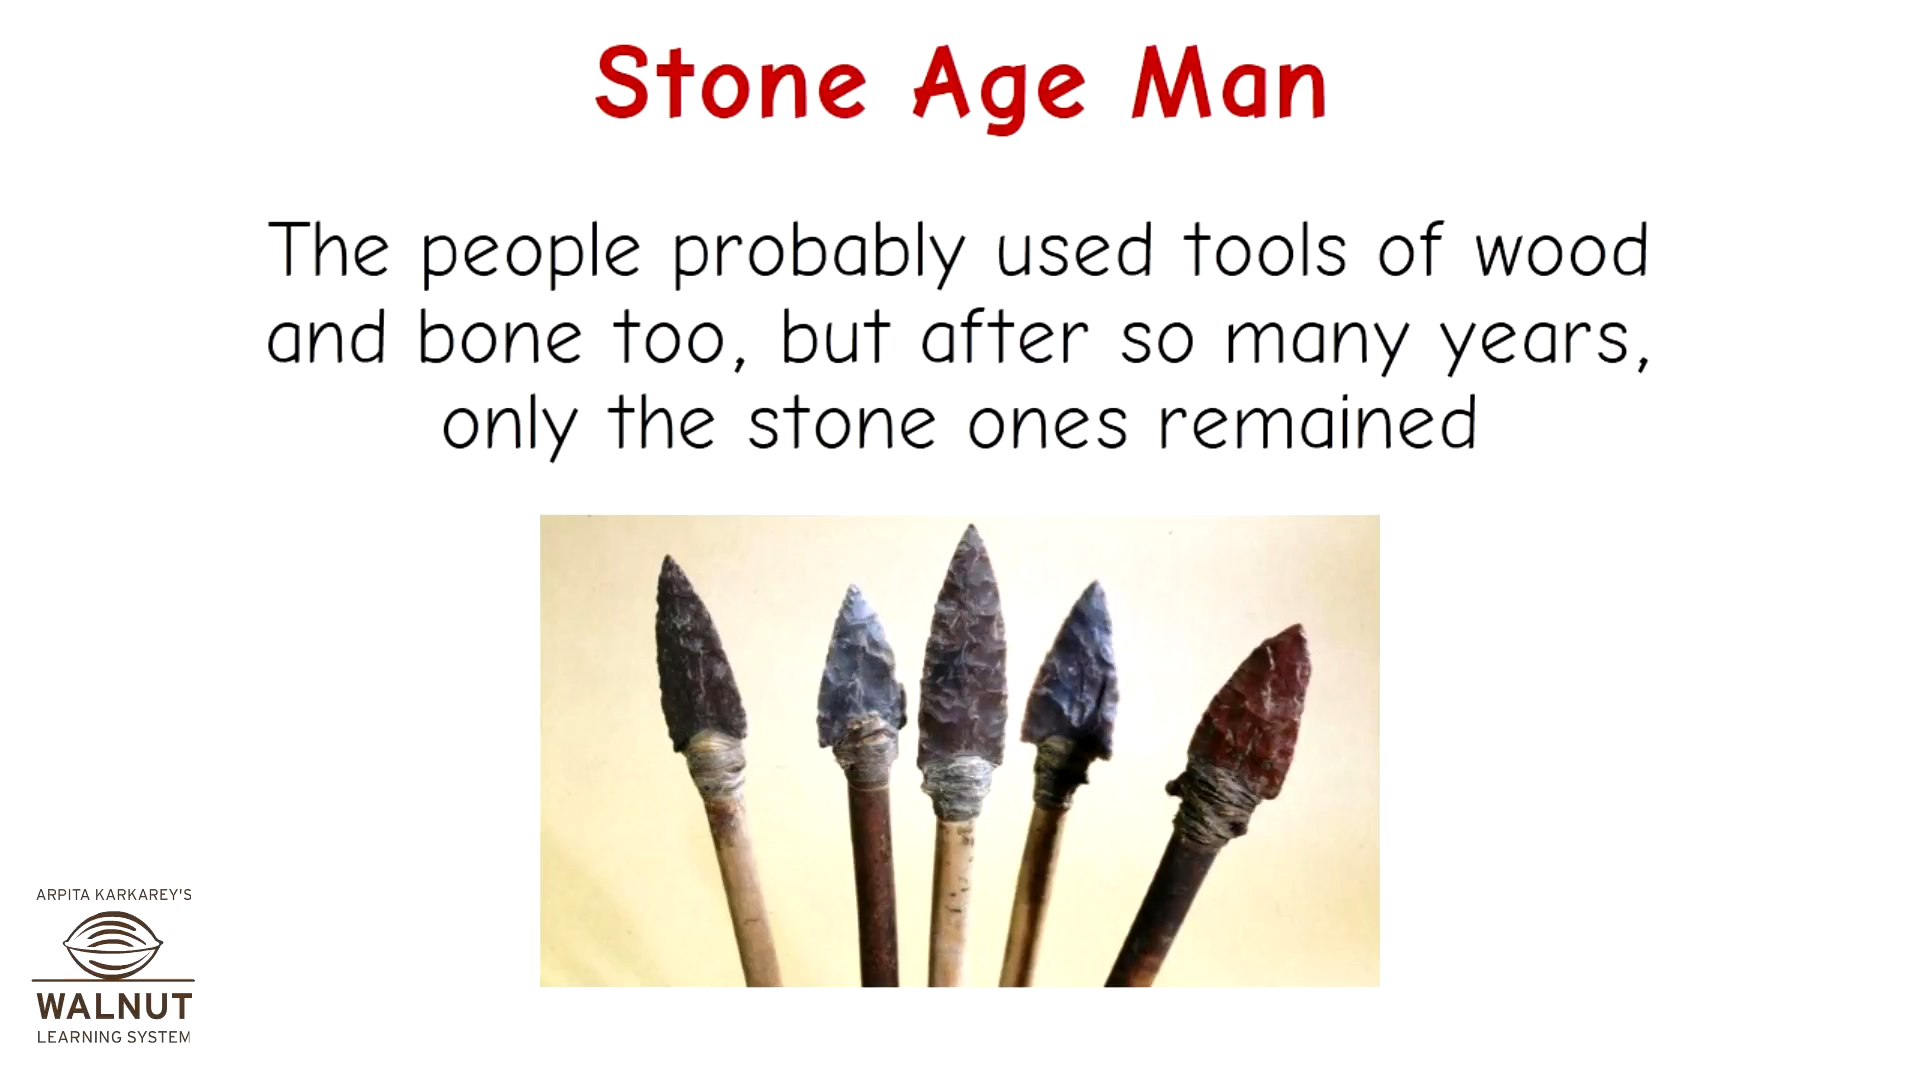 Stone Age Man
The people probably used tools of wood
and bone too, but after so many years,
only the stone ones remained
ARPITA KARKAREY'S
WALNUT
LEARNING SYSTEM